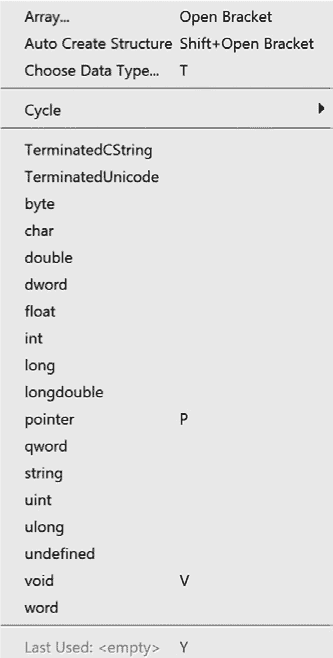 Array... Open Bracket
Auto Create Structure Shift+Open Bracket
Choose Data Type... T
Cycle
TerminatedCString
TerminatedUnicode
byte
char
double
dword
float
int
long
longdouble
pointer P
qword
string
uint
ulong
undefined
void V
word
Last Used: <empty> Y